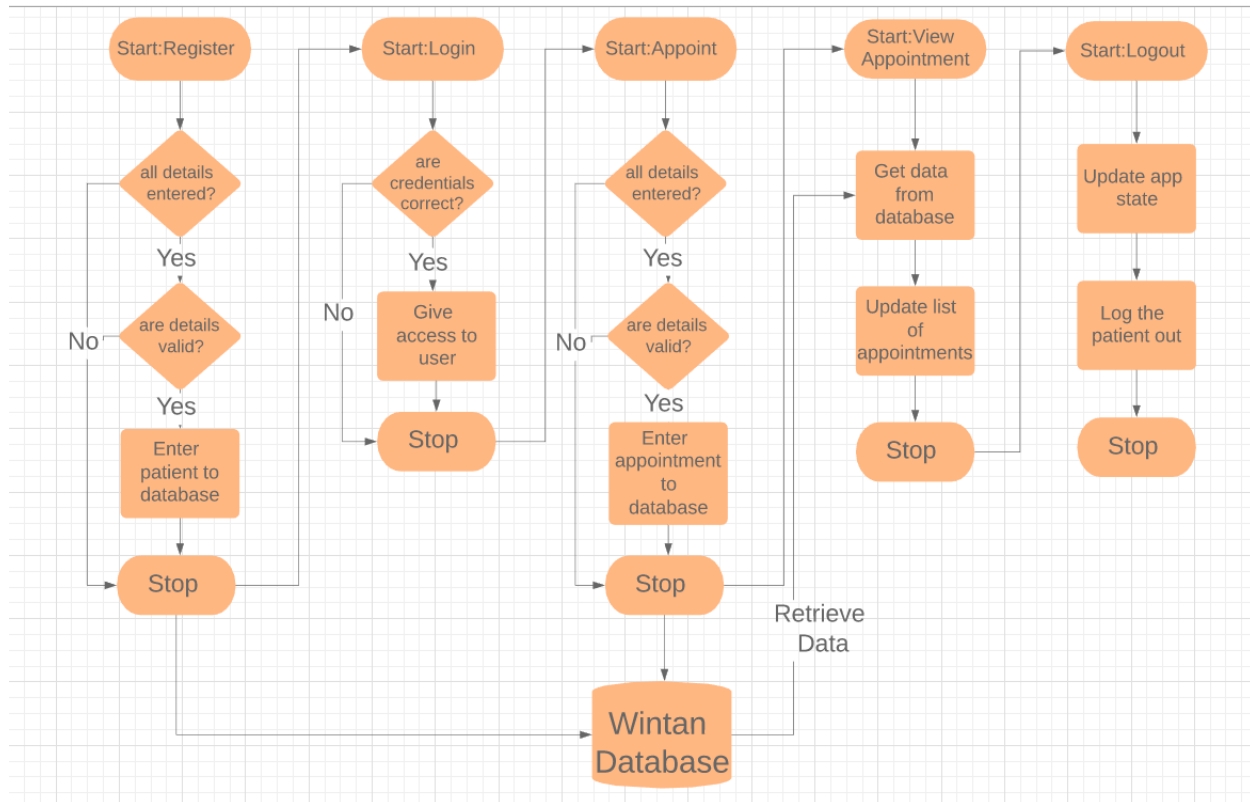 Start:Register
all details
entered?
Yes
No
are details
valid?
Yes
Enter
patient to
database
Stop
Start:Login
are
credentials
correct?
Yes
No
Give
access to
user
Stop
Start:Appoint
all details
entered?
Yes
No
are details
valid?
Yes
Enter
appointment
to
database
Stop
Wintan
Database
Retrieve
Data
Start:View
Appointment
Get data
from
database
Update list
of
appointments
Stop
Start:Logout
Update app
state
Log the
patient out
Stop